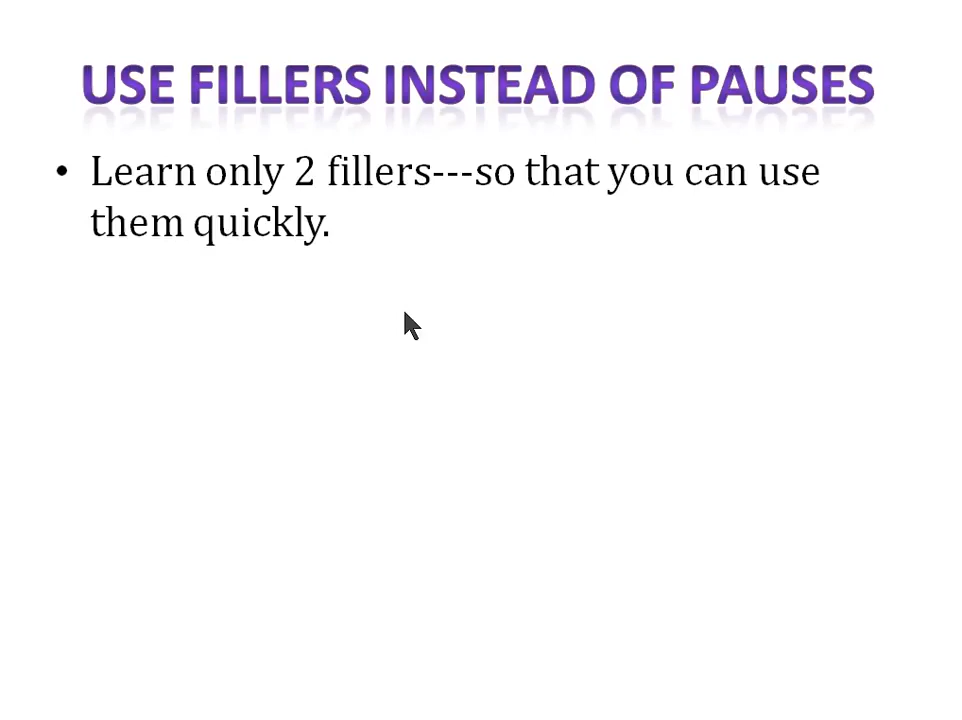 USE FILLERS INSTEAD OF PAUSES
• Learn only 2 fillers---so that you can use
them quickly.